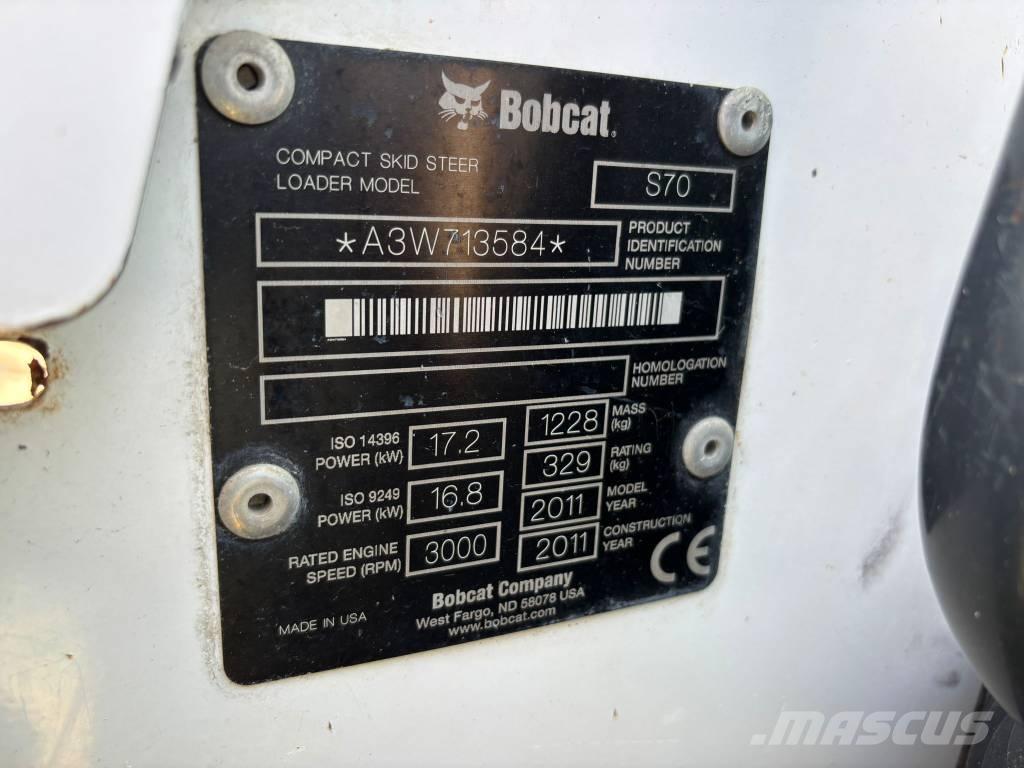 Bobcat
COMPACT SKID STEER
LOADER MODEL
S70
*A3W713584*
PRODUCT
IDENTIFICATION
NUMBER
HOMOLOGATION
NUMBER
ISO 14396
POWER (kW)
17.2
1228
MASS
(kg)
329
RATING
(kg)
ISO 9249
POWER (kW)
16.8
2011
MODEL
YEAR
RATED ENGINE
SPEED (RPM)
3000
2011
CONSTRUCTION
YEAR
CE
Bobcat Company
West Fargo, ND 58078 USA
www.bobcat.com
MADE IN USA
MASCUS